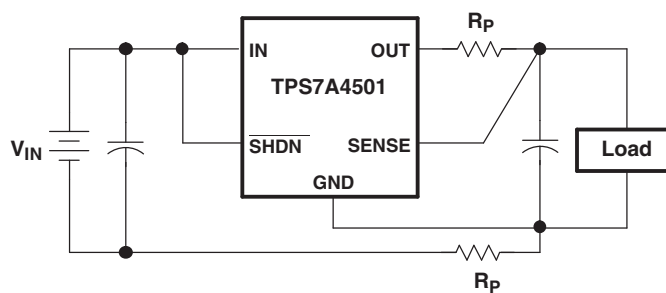 R_P
IN
OUT
TPS7A4501
V_IN
SHDN
SENSE
Load
GND
R_P